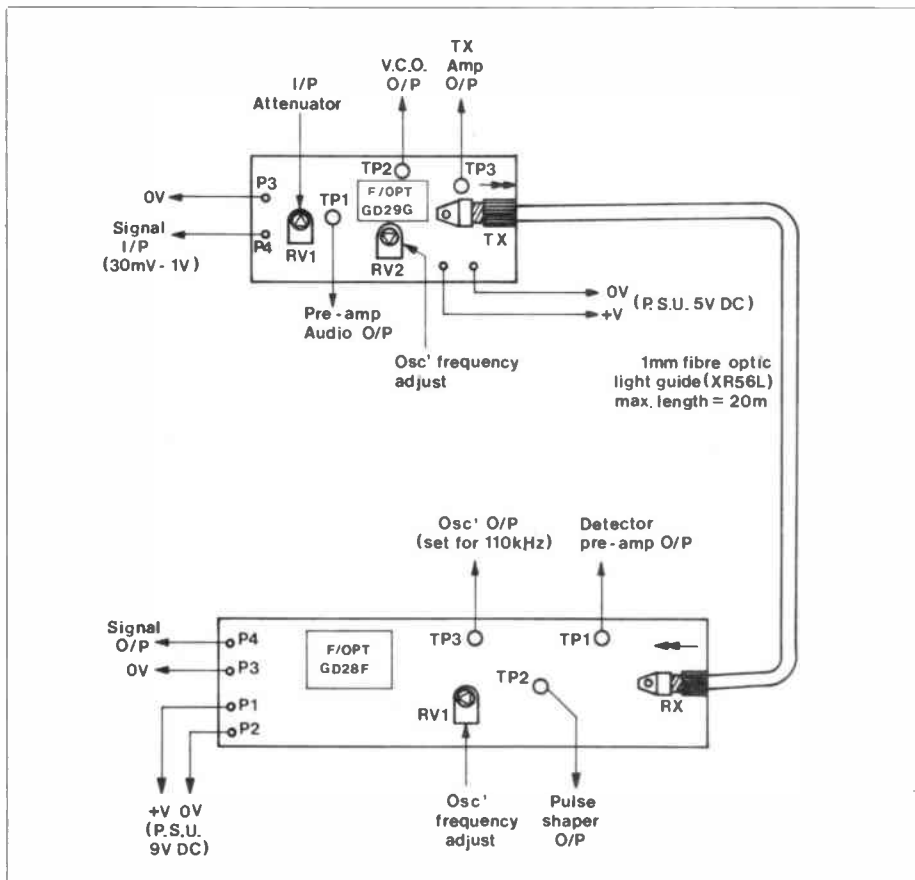 TX
Amp
O/P
V.C.O.
O/P
I/P
Attenuator
TP2
TP3
P3
TP1
F/OPT
GD29G
0V
Signal
I/P
(30mV - 1V)
P4
RV1
RV2
TX
0V
(P.S.U. 5V DC)
+V
Pre - amp
Audio O/P
Osc' frequency
adjust
1mm fibre optic
light guide (XR56L)
max. length = 20m
Osc' O/P
(set for 110kHz)
Detector
pre - amp O/P
Signal
O/P
P4
0V
P3
P1
P2
F/OPT
GD28F
TP3
TP1
TP2
RV1
RX
+V 0V
(P.S.U.
9V DC)
Osc'
frequency
adjust
Pulse
shaper
O/P